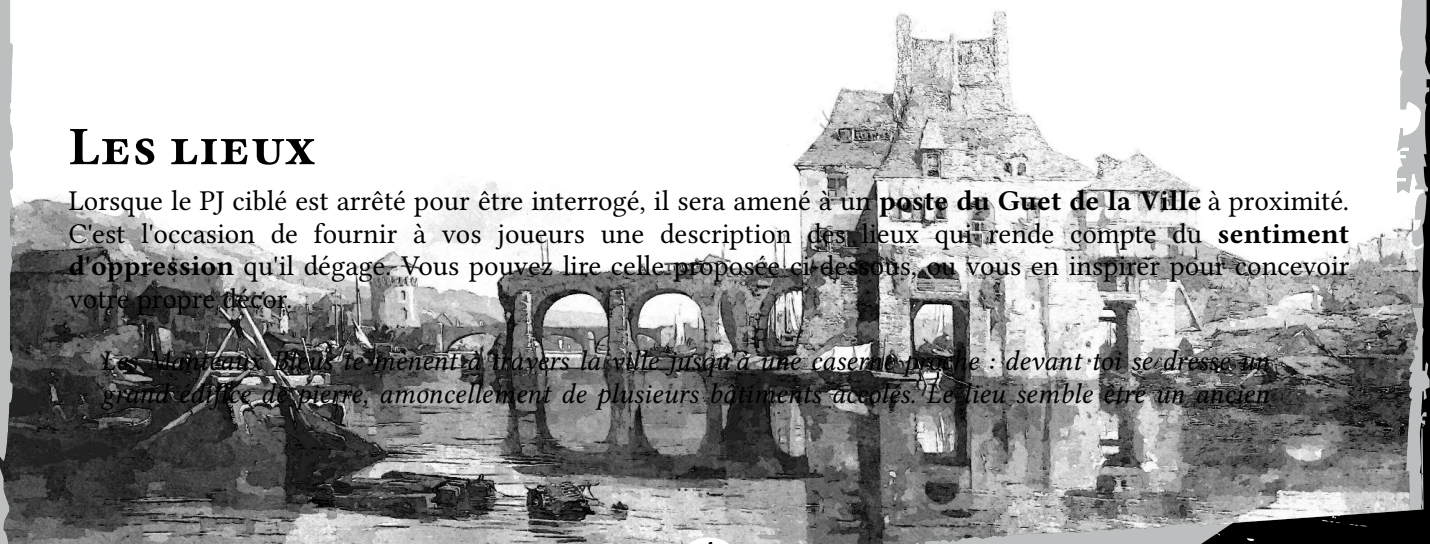 Les lieux
Lorsque le PJ ciblé est arrêté pour être interrogé, il sera amené à un poste du Guet de la Ville à proximité.
C'est l'occasion de fournir à vos joueurs une description des lieux qui rende compte du sentiment
d'oppression qu'il dégage. Vous pouvez lire celle proposée ci-dessous, ou vous en inspirer pour concevoir
votre propre décor.
Les Manteaux Bleus te mènent à travers la ville jusqu'à une caserne proche : devant toi se dresse un
grand édifice de pierre, amoncellement de plusieurs bâtiments accolés. Le lieu semble être un ancien